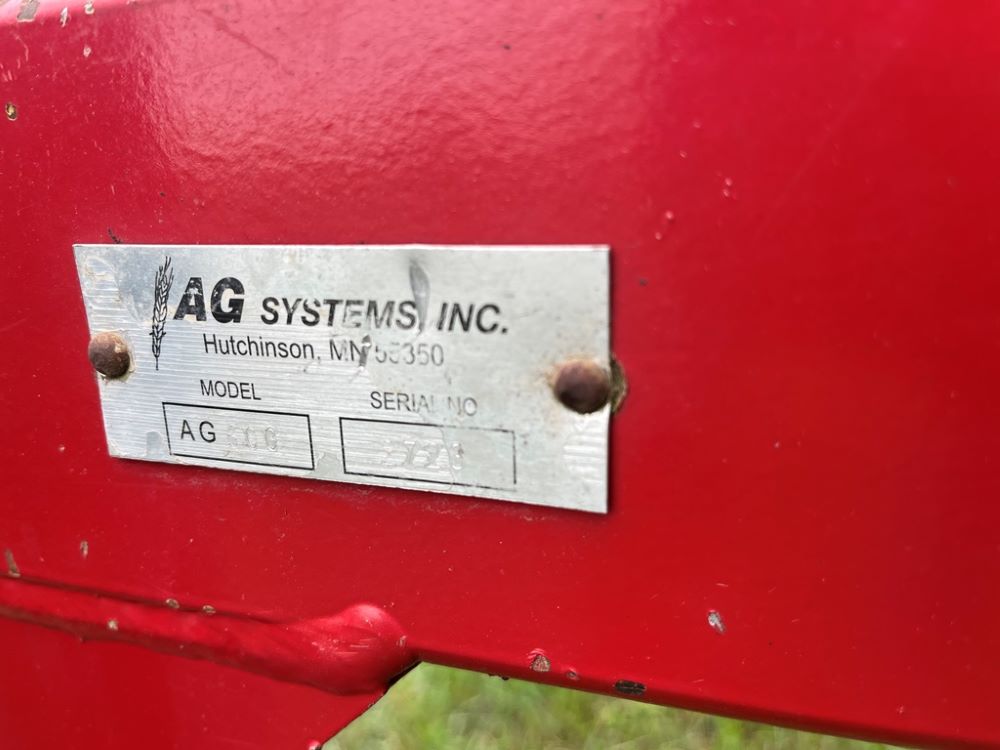 AG SYSTEMS, INC.
Hutchinson, MN 55350
MODEL
SERIAL NO
AG